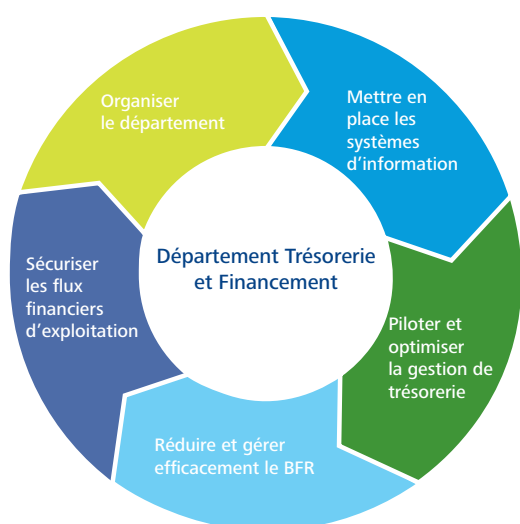 Organiser
le département
Mettre en
place les
systèmes
d'information
Piloter et
optimiser
la gestion de
trésorerie
Réduire et gérer
efficacement le BFR
Sécuriser
les flux
financiers
d'exploitation
Département Trésorerie
et Financement